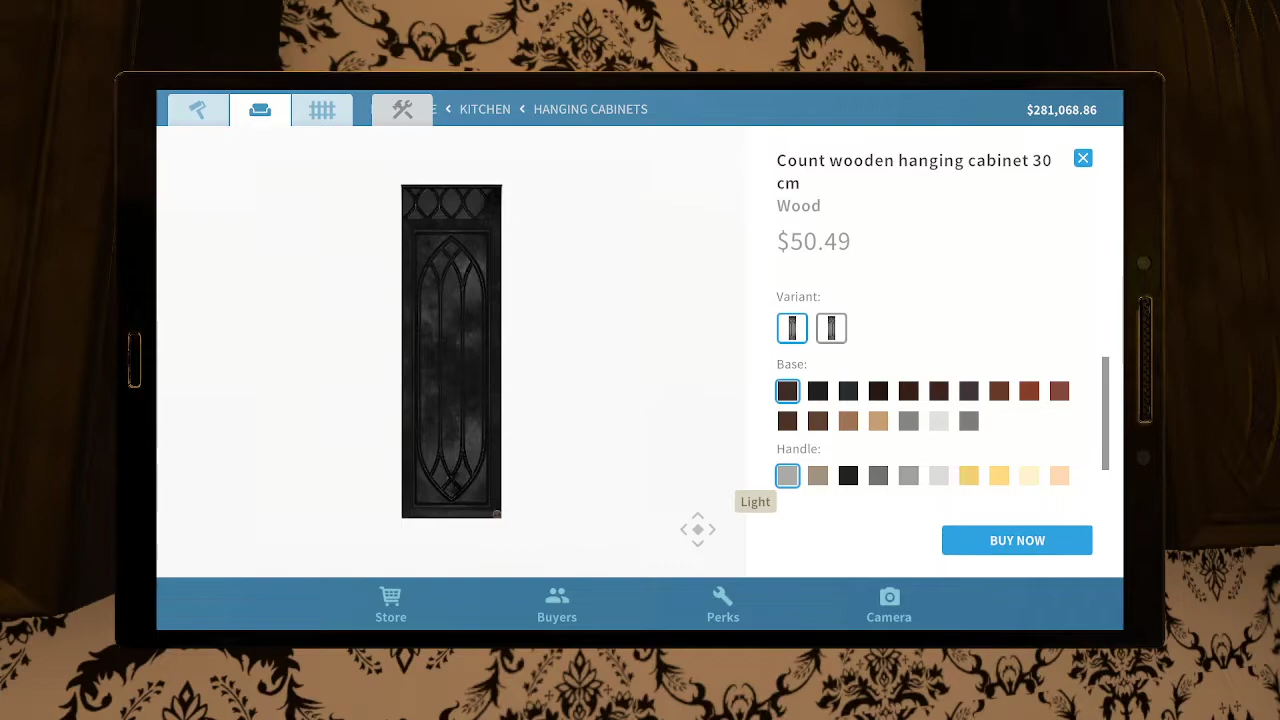 E < KITCHEN < HANGING CABINETS
$281,068.86
Count wooden hanging cabinet 30
cm
Wood
$50.49
Variant:
Base:
Handle:
Light
BUY NOW
Store
Buyers
Perks
Camera